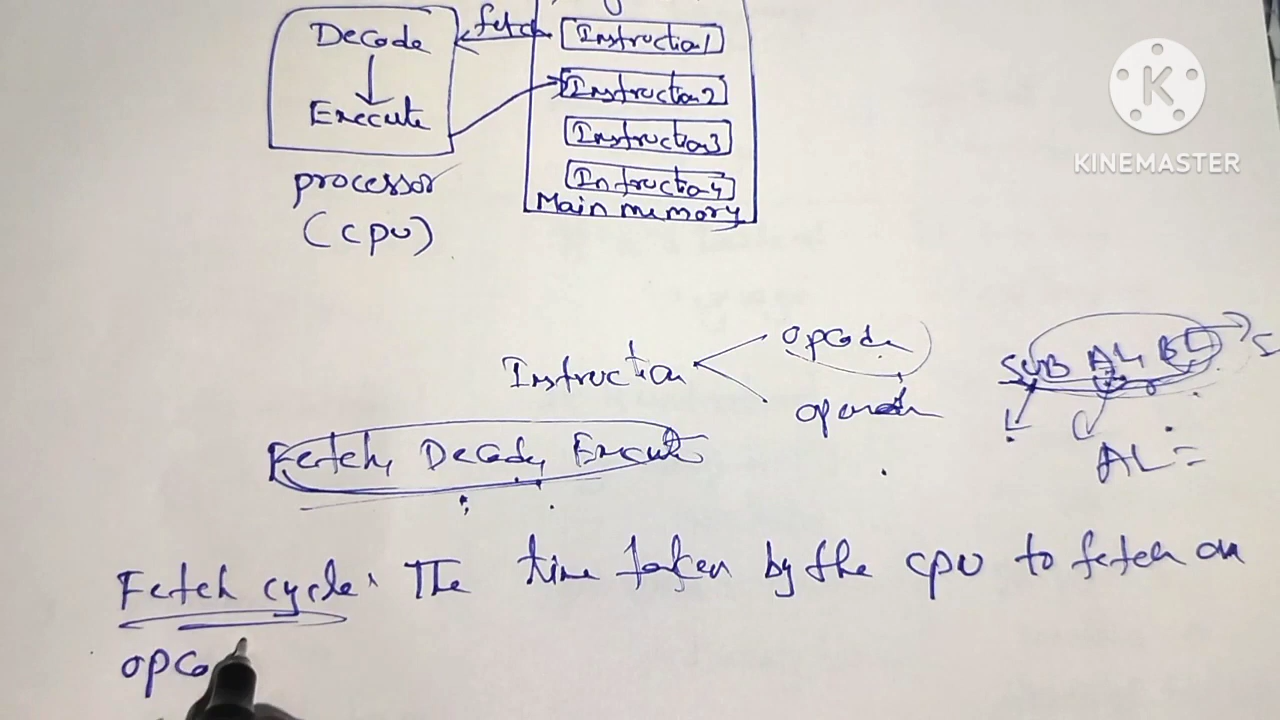 Decode
fetch
Instruction1
Execute
Instruction2
Instruction3
Instruction4
processor
(CPU)
Main memory
Instruction
opcode
operand
SUB AL, BL
AL =
Fetch, Decode, Execute
Fetch cycle: The time taken by the CPU to fetch an
opco
K
KINEMASTER